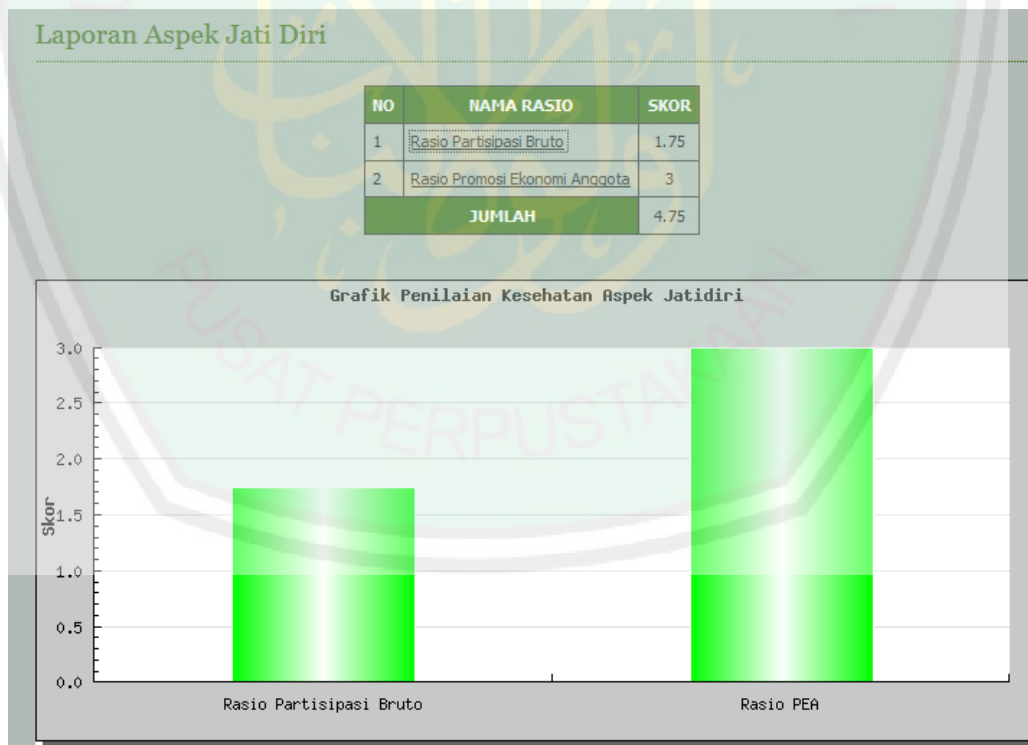 Laporan Aspek Jati Diri
NO NAMA RASIO SKOR
1 Rasio Partisipasi Bruto 1.75
2 Rasio Promosi Ekonomi Anggota 3
JUMLAH 4.75
Grafik Penilaian Kesehatan Aspek Jatidiri
3.0
2.5
2.0
1.5
1.0
0.5
0.0
Skor
Rasio Partisipasi Bruto Rasio PEA
PUSAT PERPUSTAKAAN